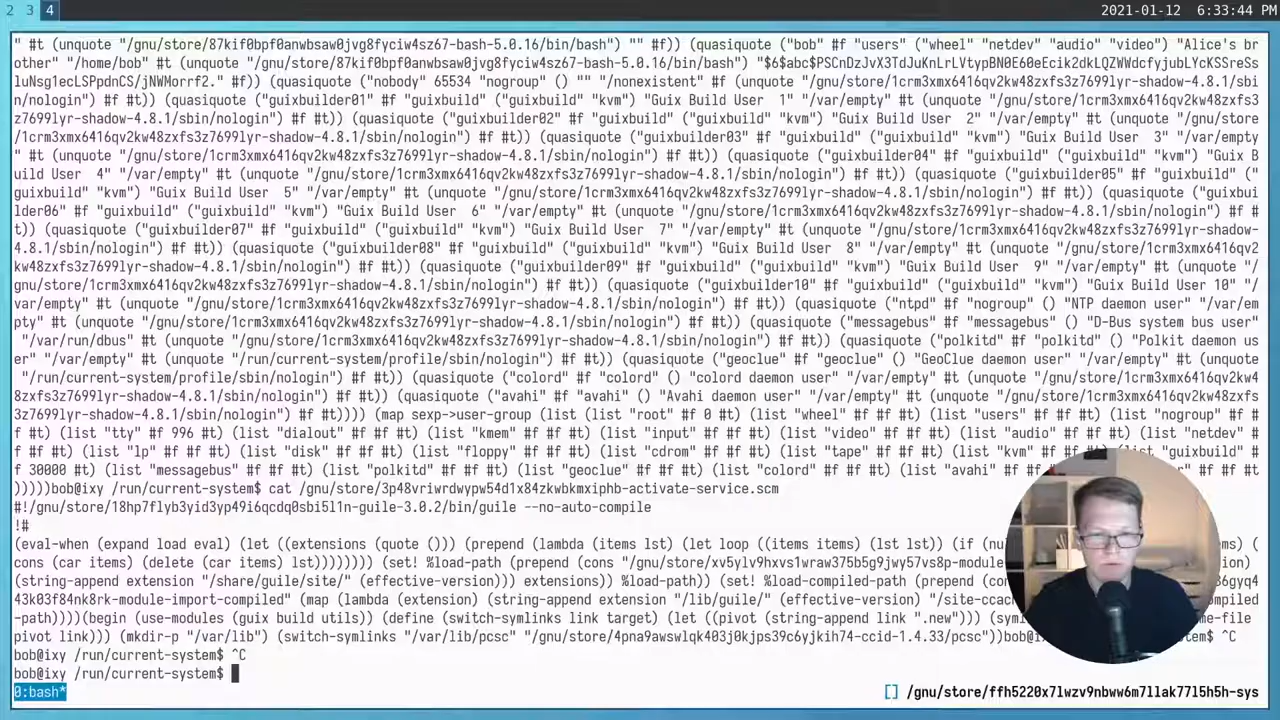 2 3 4 2021-01-12 6:33:44 PM
" #t (unquote "/gnu/store/87kif0bpf0anwbsaw0jvg8fyciw4sz67-bash-5.0.16/bin/bash") "" #f)) (quasiquote ("bob" #f "users" ("wheel" "netdev" "audio" "video") "Alice's br
other" "/home/bob" #t (unquote "/gnu/store/87kif0bpf0anwbsaw0jvg8fyciw4sz67-bash-5.0.16/bin/bash")
luNsg1ecLSPpdnCS/jNWMorrf2." #f)) (quasiquote ("nobody" 65534 "nogroup" () "" "/nonexistent" #f (unquote "/gnu/store/1crm3xmx6416qv2kw48zxfs3z7699lyr-shadow-4.8.1/sbi
n/nologin") #f #t)) (quasiquote ("guixbuilder01" #f "guixbuild" ("guixbuild" "kvm") "Guix Build User  1" "/var/empty" #t (unquote "/gnu/store/1crm3xmx6416qv2kw48zxfs3
z7699lyr-shadow-4.8.1/sbin/nologin") #f #t)) (quasiquote ("guixbuilder02" #f "guixbuild" ("guixbuild" "kvm") "Guix Build User  2" "/var/empty" #t (unquote "/gnu/store
/1crm3xmx6416qv2kw48zxfs3z7699lyr-shadow-4.8.1/sbin/nologin") #f #t)) (quasiquote ("guixbuilder03" #f "guixbuild" ("guixbuild" "kvm") "Guix Build User  3" "/var/empty
" #t (unquote "/gnu/store/1crm3xmx6416qv2kw48zxfs3z7699lyr-shadow-4.8.1/sbin/nologin") #f #t)) (quasiquote ("guixbuilder04" #f "guixbuild" ("guixbuild" "kvm") "Guix B
uild User  4" "/var/empty" #t (unquote "/gnu/store/1crm3xmx6416qv2kw48zxfs3z7699lyr-shadow-4.8.1/sbin/nologin") #f #t)) (quasiquote ("guixbuilder05" #f "guixbuild" ("
guixbuild" "kvm") "Guix Build User  5" "/var/empty" #t (unquote "/gnu/store/1crm3xmx6416qv2kw48zxfs3z7699lyr-shadow-4.8.1/sbin/nologin") #f #t)) (quasiquote ("guixbui
lder06" #f "guixbuild" ("guixbuild" "kvm") "Guix Build User  6" "/var/empty" #t (unquote "/gnu/store/1crm3xmx6416qv2kw48zxfs3z7699lyr-shadow-4.8.1/sbin/nologin") #f #
t)) (quasiquote ("guixbuilder07" #f "guixbuild" ("guixbuild" "kvm") "Guix Build User  7" "/var/empty" #t (unquote "/gnu/store/1crm3xmx6416qv2kw48zxfs3z7699lyr-shadow-
4.8.1/sbin/nologin") #f #t)) (quasiquote ("guixbuilder08" #f "guixbuild" ("guixbuild" "kvm") "Guix Build User  8" "/var/empty" #t (unquote "/gnu/store/1crm3xmx6416qv2
kw48zxfs3z7699lyr-shadow-4.8.1/sbin/nologin") #f #t)) (quasiquote ("guixbuilder09" #f "guixbuild" ("guixbuild" "kvm") "Guix Build User  9" "/var/empty" #t (unquote "/
gnu/store/1crm3xmx6416qv2kw48zxfs3z7699lyr-shadow-4.8.1/sbin/nologin") #f #t)) (quasiquote ("guixbuilder10" #f "guixbuild" ("guixbuild" "kvm") "Guix Build User 10" "/
var/empty" #t (unquote "/gnu/store/1crm3xmx6416qv2kw48zxfs3z7699lyr-shadow-4.8.1/sbin/nologin") #f #t)) (quasiquote ("ntpd" #f "nogroup" () "NTP daemon user" "/var/em
pty" #t (unquote "/gnu/store/1crm3xmx6416qv2kw48zxfs3z7699lyr-shadow-4.8.1/sbin/nologin") #f #t)) (quasiquote ("messagebus" #f "messagebus" () "D-Bus system bus user"
"/var/run/dbus" #t (unquote "/gnu/store/1crm3xmx6416qv2kw48zxfs3z7699lyr-shadow-4.8.1/sbin/nologin") #f #t)) (quasiquote ("polkitd" #f "polkitd" () "Polkit daemon us
er" "/var/empty" #t (unquote "/run/current-system/profile/sbin/nologin") #f #t)) (quasiquote ("geoclue" #f "geoclue" () "GeoClue daemon user" "/var/empty" #t (unquote
"/run/current-system/profile/sbin/nologin") #f #t)) (quasiquote ("colord" #f "colord" () "colord daemon user" "/var/empty" #t (unquote "/gnu/store/1crm3xmx6416qv2kw4
8zxfs3z7699lyr-shadow-4.8.1/sbin/nologin") #f #t)) (quasiquote ("avahi" #f "avahi" () "Avahi daemon user" "/var/empty" #t (unquote "/gnu/store/1crm3xmx6416qv2kw48zxfs
3z7699lyr-shadow-4.8.1/sbin/nologin") #f #t)))) (map sexp->user-group (list (list "root" #f 0 #t) (list "wheel" #f #f #t) (list "users" #f #f #t) (list "nogroup" #f #
f #t) (list "tty" #f 996 #t) (list "dialout" #f #f #t) (list "kmem" #f #f #t) (list "input" #f #f #t) (list "video" #f #f #t) (list "audio" #f #f #t) (list "netdev" #
f #f #t) (list "lp" #f #f #t) (list "disk" #f #f #t) (list "floppy" #f #f #t) (list "cdrom" #f #f #t) (list "tape" #f #f #t) (list "kvm" #f #f #t) (list "guixbuild" #
f 30000 #t) (list "messagebus" #f #f #t) (list "polkitd" #f #f #t) (list "geoclue" #f #f #t) (list "colord" #f #f #t) (list "avahi" #f #f #t
)))))bob@ixy /run/current-system$ cat /gnu/store/3p48vriwrdwypw54d1x84zkwbkmxiphb-activate-service.scm
#!/gnu/store/18hp7flyb3yid3yp49i6qcdq0sbi5l1n-guile-3.0.2/bin/guile --no-auto-compile
!#
(eval-when (expand load eval) (let ((extensions (quote ())) (prepend (lambda (items lst) (let loop ((items items) (lst lst)) (if
cons (car items) (delete (car items) lst)))))))) (set! %load-path (prepend (cons "/gnu/store/xv5ylv9hxvs1wraw375b5g9jwy57vs8p-module
(string-append extension "/share/guile/site/" (effective-version))) extensions)) %load-path)) (set! %load-compiled-path (prepend
43k03f84nk8rk-module-import-compiled" (map (lambda (extension) (string-append extension "/lib/guile/" (effective-version) "
-path))))(begin (use-modules (guix build utils)) (define (switch-symlinks link target) (let ((pivot (string-append link ".new")))
pivot link))) (mkdir-p "/var/lib") (switch-symlinks "/var/lib/pcsc" "/gnu/store/4pna9awswlqk403j0kjps39c6yjkih74-ccid-1.4.33/pcsc"))bob@ ^C
bob@ixy /run/current-system$ ^C
bob@ixy /run/current-system$
0:bash* [] /gnu/store/ffh5220x7lwzv9nbww6m7llak77l5h5h-sys